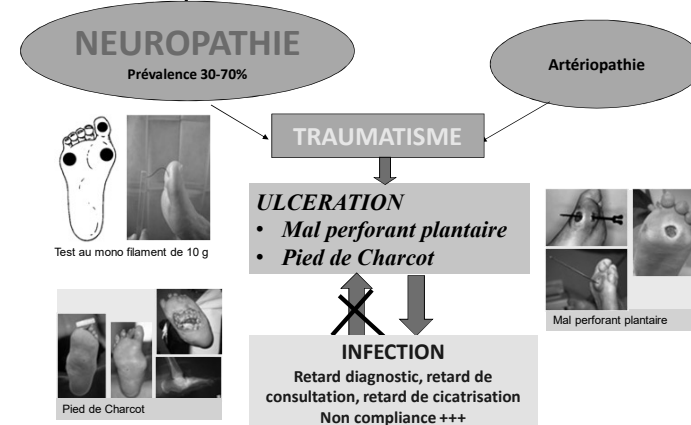 NEUROPATHIE
Prévalence 30-70%
Artériopathie
TRAUMATISME
Test au mono filament de 10 g
ULCERATION
• Mal perforant plantaire
• Pied de Charcot
Mal perforant plantaire
Pied de Charcot
INFECTION
Retard diagnostic, retard de
consultation, retard de cicatrisation
Non compliance +++